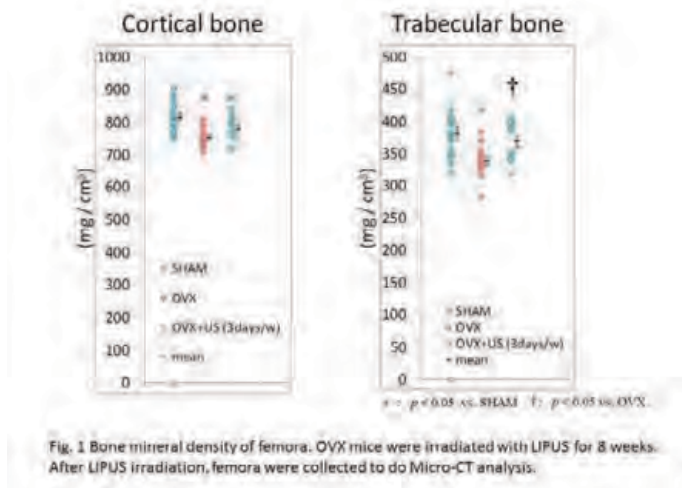 Cortical bone
1000
900
800
700
600
500
400
300
200
100
0
(mg / cm³)
SHAM
OVX
OVX+US (3days/w)
mean
Trabecular bone
500
450
400
350
300
250
200
150
100
50
0
(mg / cm³)
†
SHAM
OVX
OVX+US (3days/w)
mean
: p < 0.05 vs. SHAM †: p < 0.05 vs. OVX.
Fig. 1 Bone mineral density of femora. OVX mice were irradiated with LIPUS for 8 weeks.
After LIPUS irradiation, femora were collected to do Micro-CT analysis.